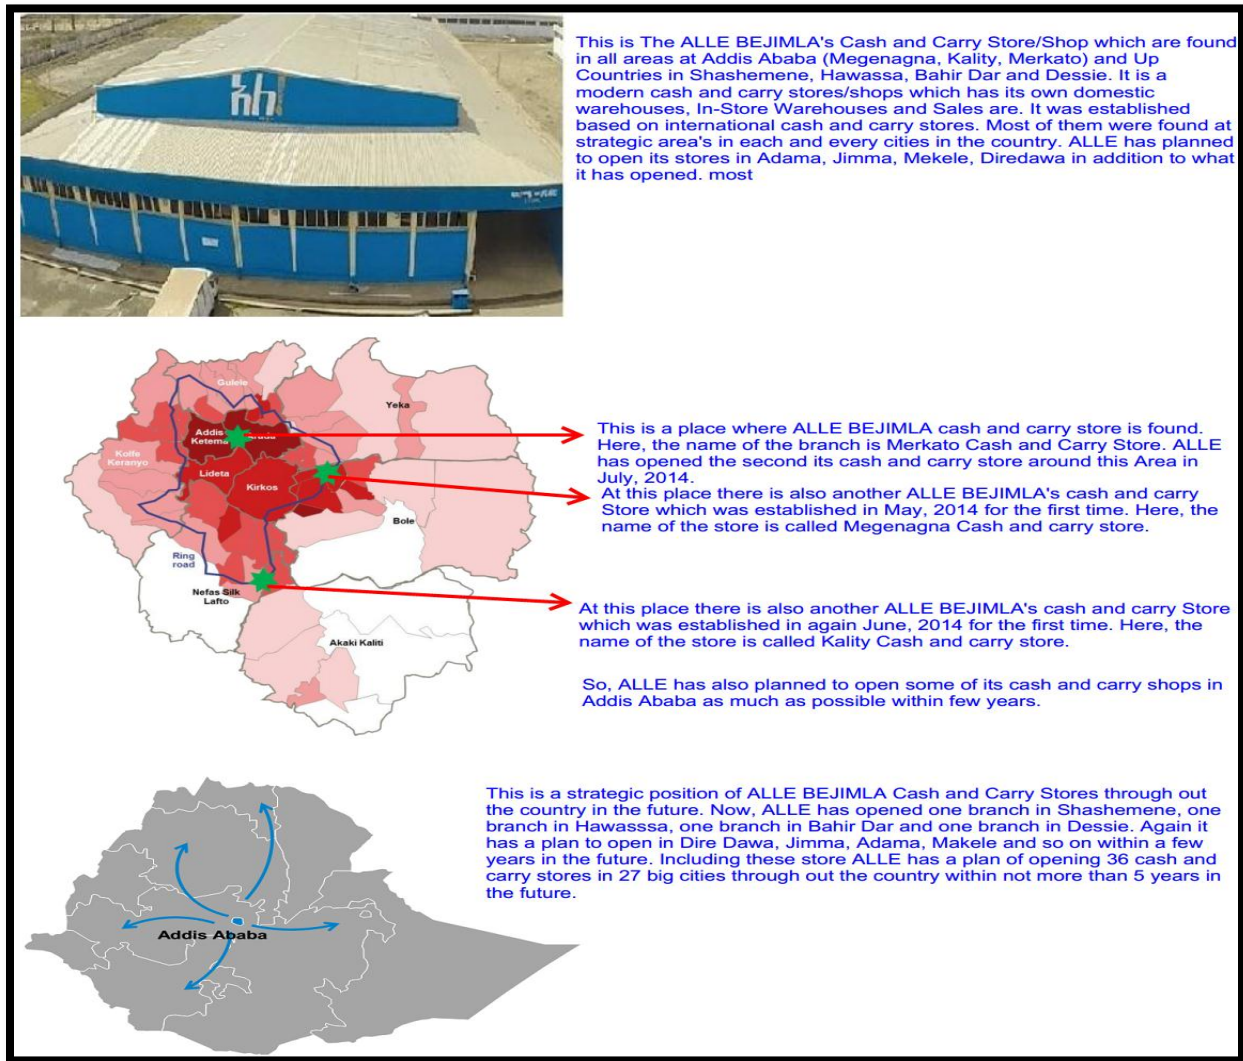 አለ
This is The ALLE BEJIMLA's Cash and Carry Store/Shop which are found
in all areas at Addis Ababa (Megenagna, Kality, Merkato) and Up
Countries in Shashemene, Hawassa, Bahir Dar and Dessie. It is a
modern cash and carry stores/shops which has its own domestic
warehouses, In-Store Warehouses and Sales are. It was established
based on international cash and carry stores. Most of them were found at
strategic area's in each and every cities in the country. ALLE has planned
to open its stores in Adama, Jimma, Mekele, Diredawa in addition to what
it has opened. most
Gulele
Yeka
Addis
Ketema
Kolfe
Keranyo
Lideta
Kirkos
Bole
Ring
road
Nefas Silk
Lafto
Akaki Kaliti
This is a place where ALLE BEJIMLA cash and carry store is found.
Here, the name of the branch is Merkato Cash and Carry Store. ALLE
has opened the second its cash and carry store around this Area in
July, 2014.
At this place there is also another ALLE BEJIMLA's cash and carry
Store which was established in May, 2014 for the first time. Here, the
name of the store is called Megenagna Cash and carry store.
At this place there is also another ALLE BEJIMLA's cash and carry Store
which was established in again June, 2014 for the first time. Here, the
name of the store is called Kality Cash and carry store.
So, ALLE has also planned to open some of its cash and carry shops in
Addis Ababa as much as possible within few years.
This is a strategic position of ALLE BEJIMLA Cash and Carry Stores through out
the country in the future. Now, ALLE has opened one branch in Shashemene, one
branch in Hawasssa, one branch in Bahir Dar and one branch in Dessie. Again it
has a plan to open in Dire Dawa, Jimma, Adama, Makele and so on within a few
years in the future. Including these store ALLE has a plan of opening 36 cash and
carry stores in 27 big cities through out the country within not more than 5 years in
the future.
Addis Ababa